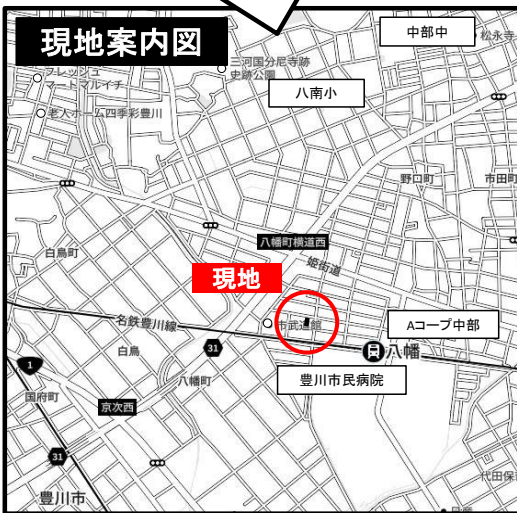 現地案内図
中部中
松永寺
三河国分尼寺跡
史跡公園
フレッシュ
マートマルイチ
八南小
老人ホーム四季彩豊川
野口町
市田町
八幡町横道西
姫街道
白鳥町
現地
市武道館
名鉄豊川線
Aコープ中部
八幡
白鳥
31
1
八幡町
豊川市民病院
国府町
京次西
31
代田
豊川市